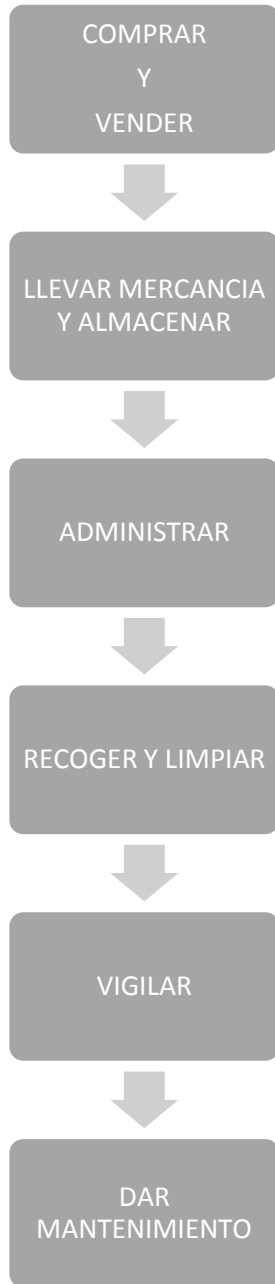 COMPRAR
Y
VENDER
LLEVAR MERCANCIA
Y ALMACENAR
ADMINISTRAR
RECOGER Y LIMPIAR
VIGILAR
DAR
MANTENIMIENTO